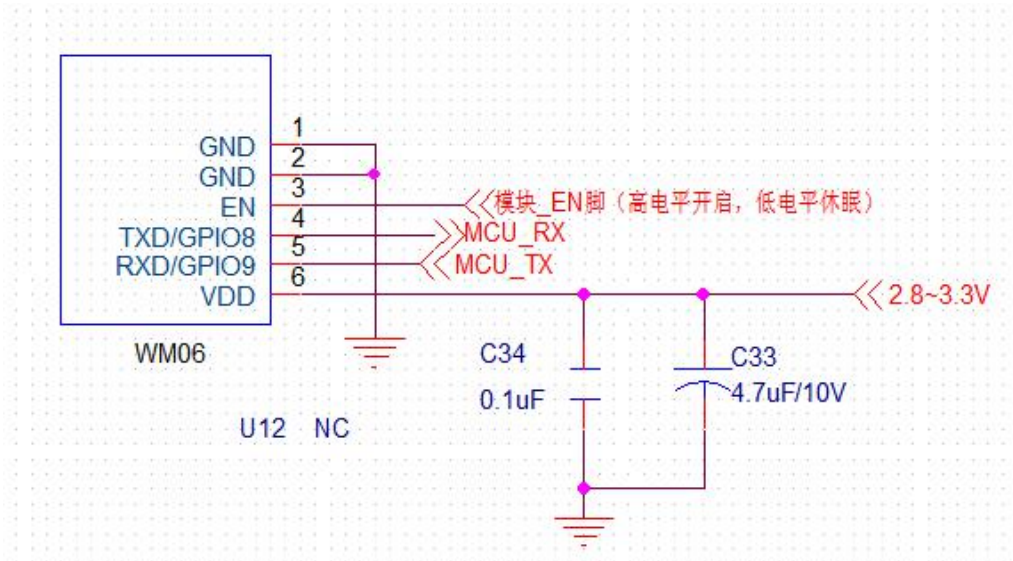 1
GND
2
GND
3
EN
模块_EN脚（高电平开启，低电平休眠）
4
TXD/GPIO8
MCU_RX
5
RXD/GPIO9
MCU_TX
6
VDD
2.8~3.3V
WM06
C34
0.1uF
C33
4.7uF/10V
U12 NC